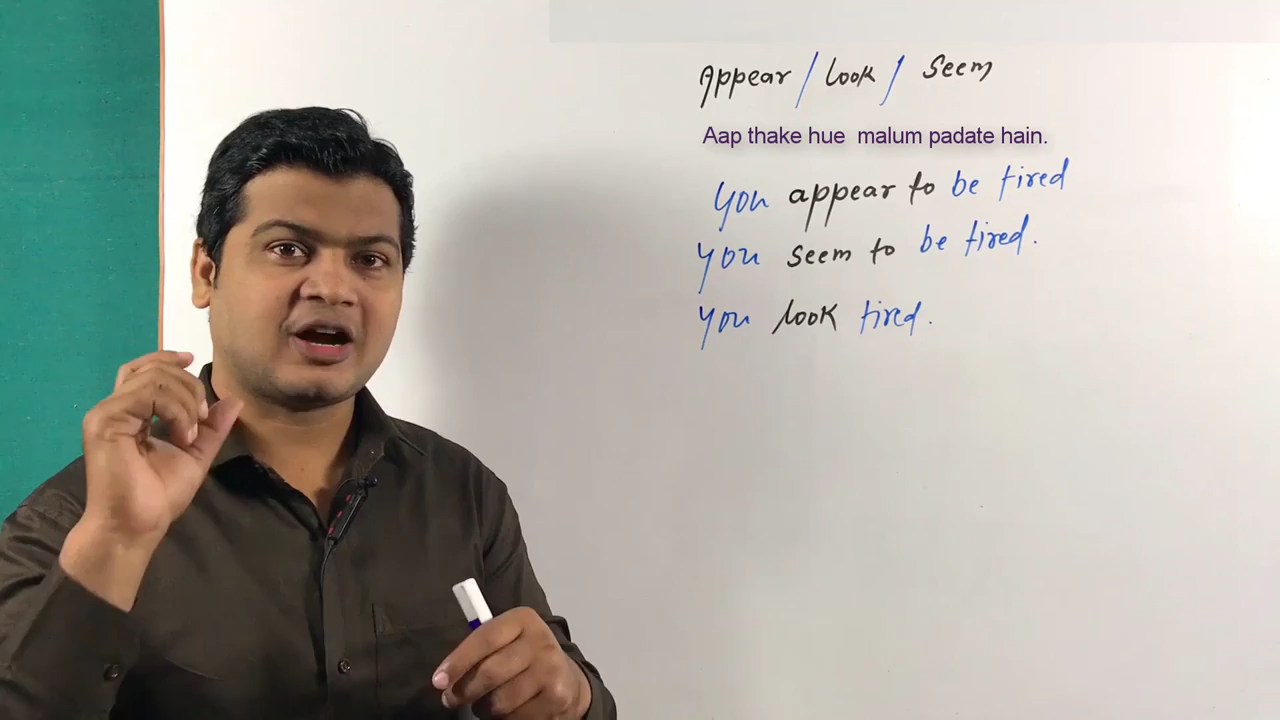 Appear / look / Seem
Aap thake hue malum padate hain.
you appear to be tired
you seem to be tired.
you look tired.